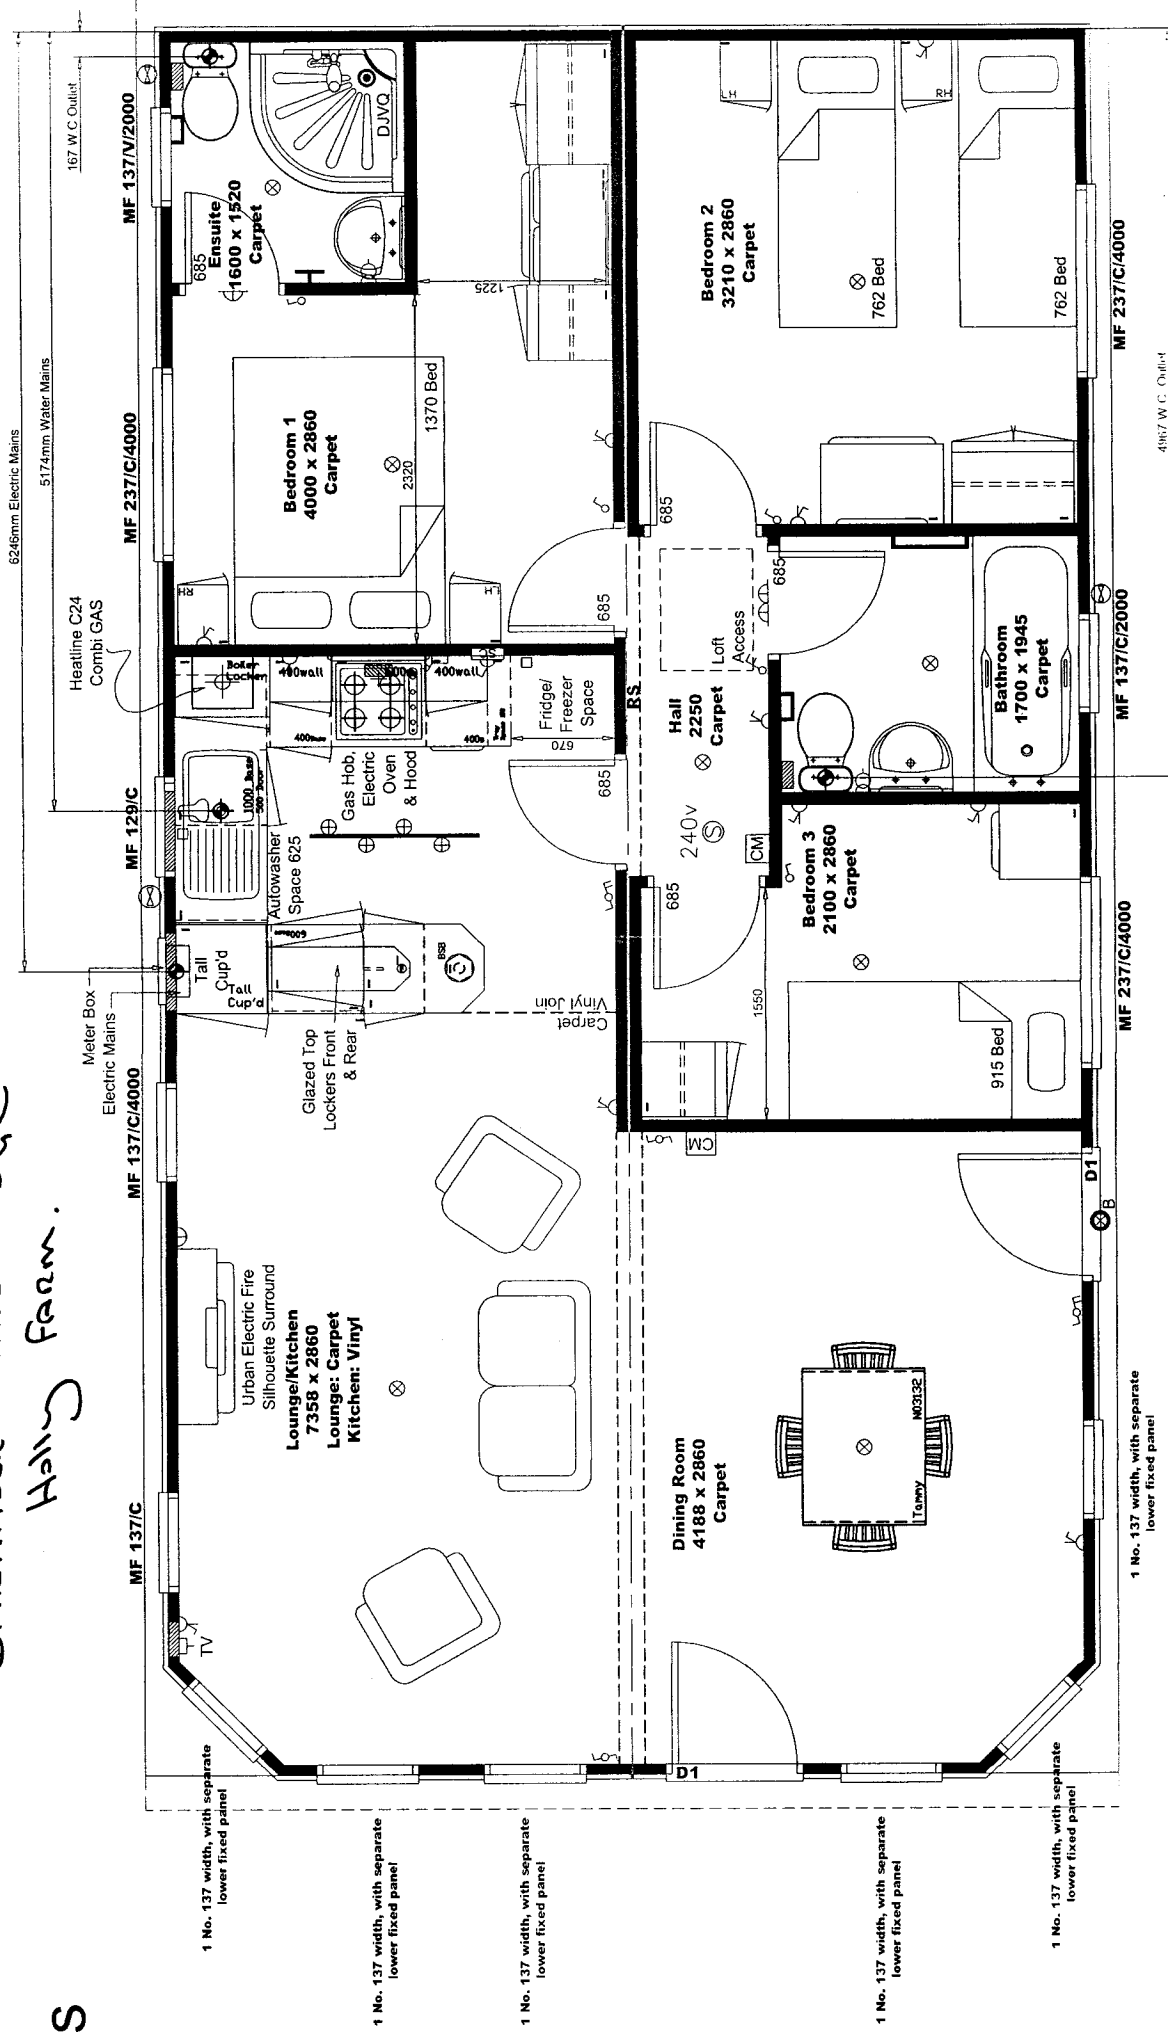 Holly Farm.
S
6246mm Electric Mains
5174mm Water Mains
167 W.C Outlet
Heatline C24
Combi GAS
Meter Box
Electric Mains
MF 137/C
MF 137/C/4000
MF 129/C
MF 237/C/4000
MF 137/V/2000
TV
Urban Electric Fire
Silhouette Surround
Lounge/Kitchen
7358 x 2860
Lounge: Carpet
Kitchen: Vinyl
Glazed Top
Lockers Front
& Rear
Tall
Cup'd
Tall
Cup'd
BSB
Carpet
Vinyl Join
Autowasher
Space 625
1000 Base
500 Door
Boiler
Locker
400wall
400wall
Gas Hob,
Electric
Oven
& Hood
Fridge/
Freezer
Space
670
685
SC
RS
RH
LH
Bedroom 1
4000 x 2860
Carpet
2320
1370 Bed
685
1225
685
Ensuite
1600 x 1520
Carpet
DJVQ
Dining Room
4188 x 2860
Carpet
Tammy
N03132
D1
D1
B
CM
Bedroom 3
2100 x 2860
Carpet
1550
915 Bed
685
240v
S
CM
Hall
2250
Carpet
Loft
Access
685
685
Bathroom
1700 x 1945
Carpet
Bedroom 2
3210 x 2860
Carpet
762 Bed
762 Bed
LH
RH
MF 237/C/4000
MF 137/C/2000
MF 237/C/4000
4967 W.C. Outlet
1 No. 137 width, with separate
lower fixed panel
1 No. 137 width, with separate
lower fixed panel
1 No. 137 width, with separate
lower fixed panel
1 No. 137 width, with separate
lower fixed panel
1 No. 137 width, with separate
lower fixed panel
1 No. 137 width, with separate
lower fixed panel